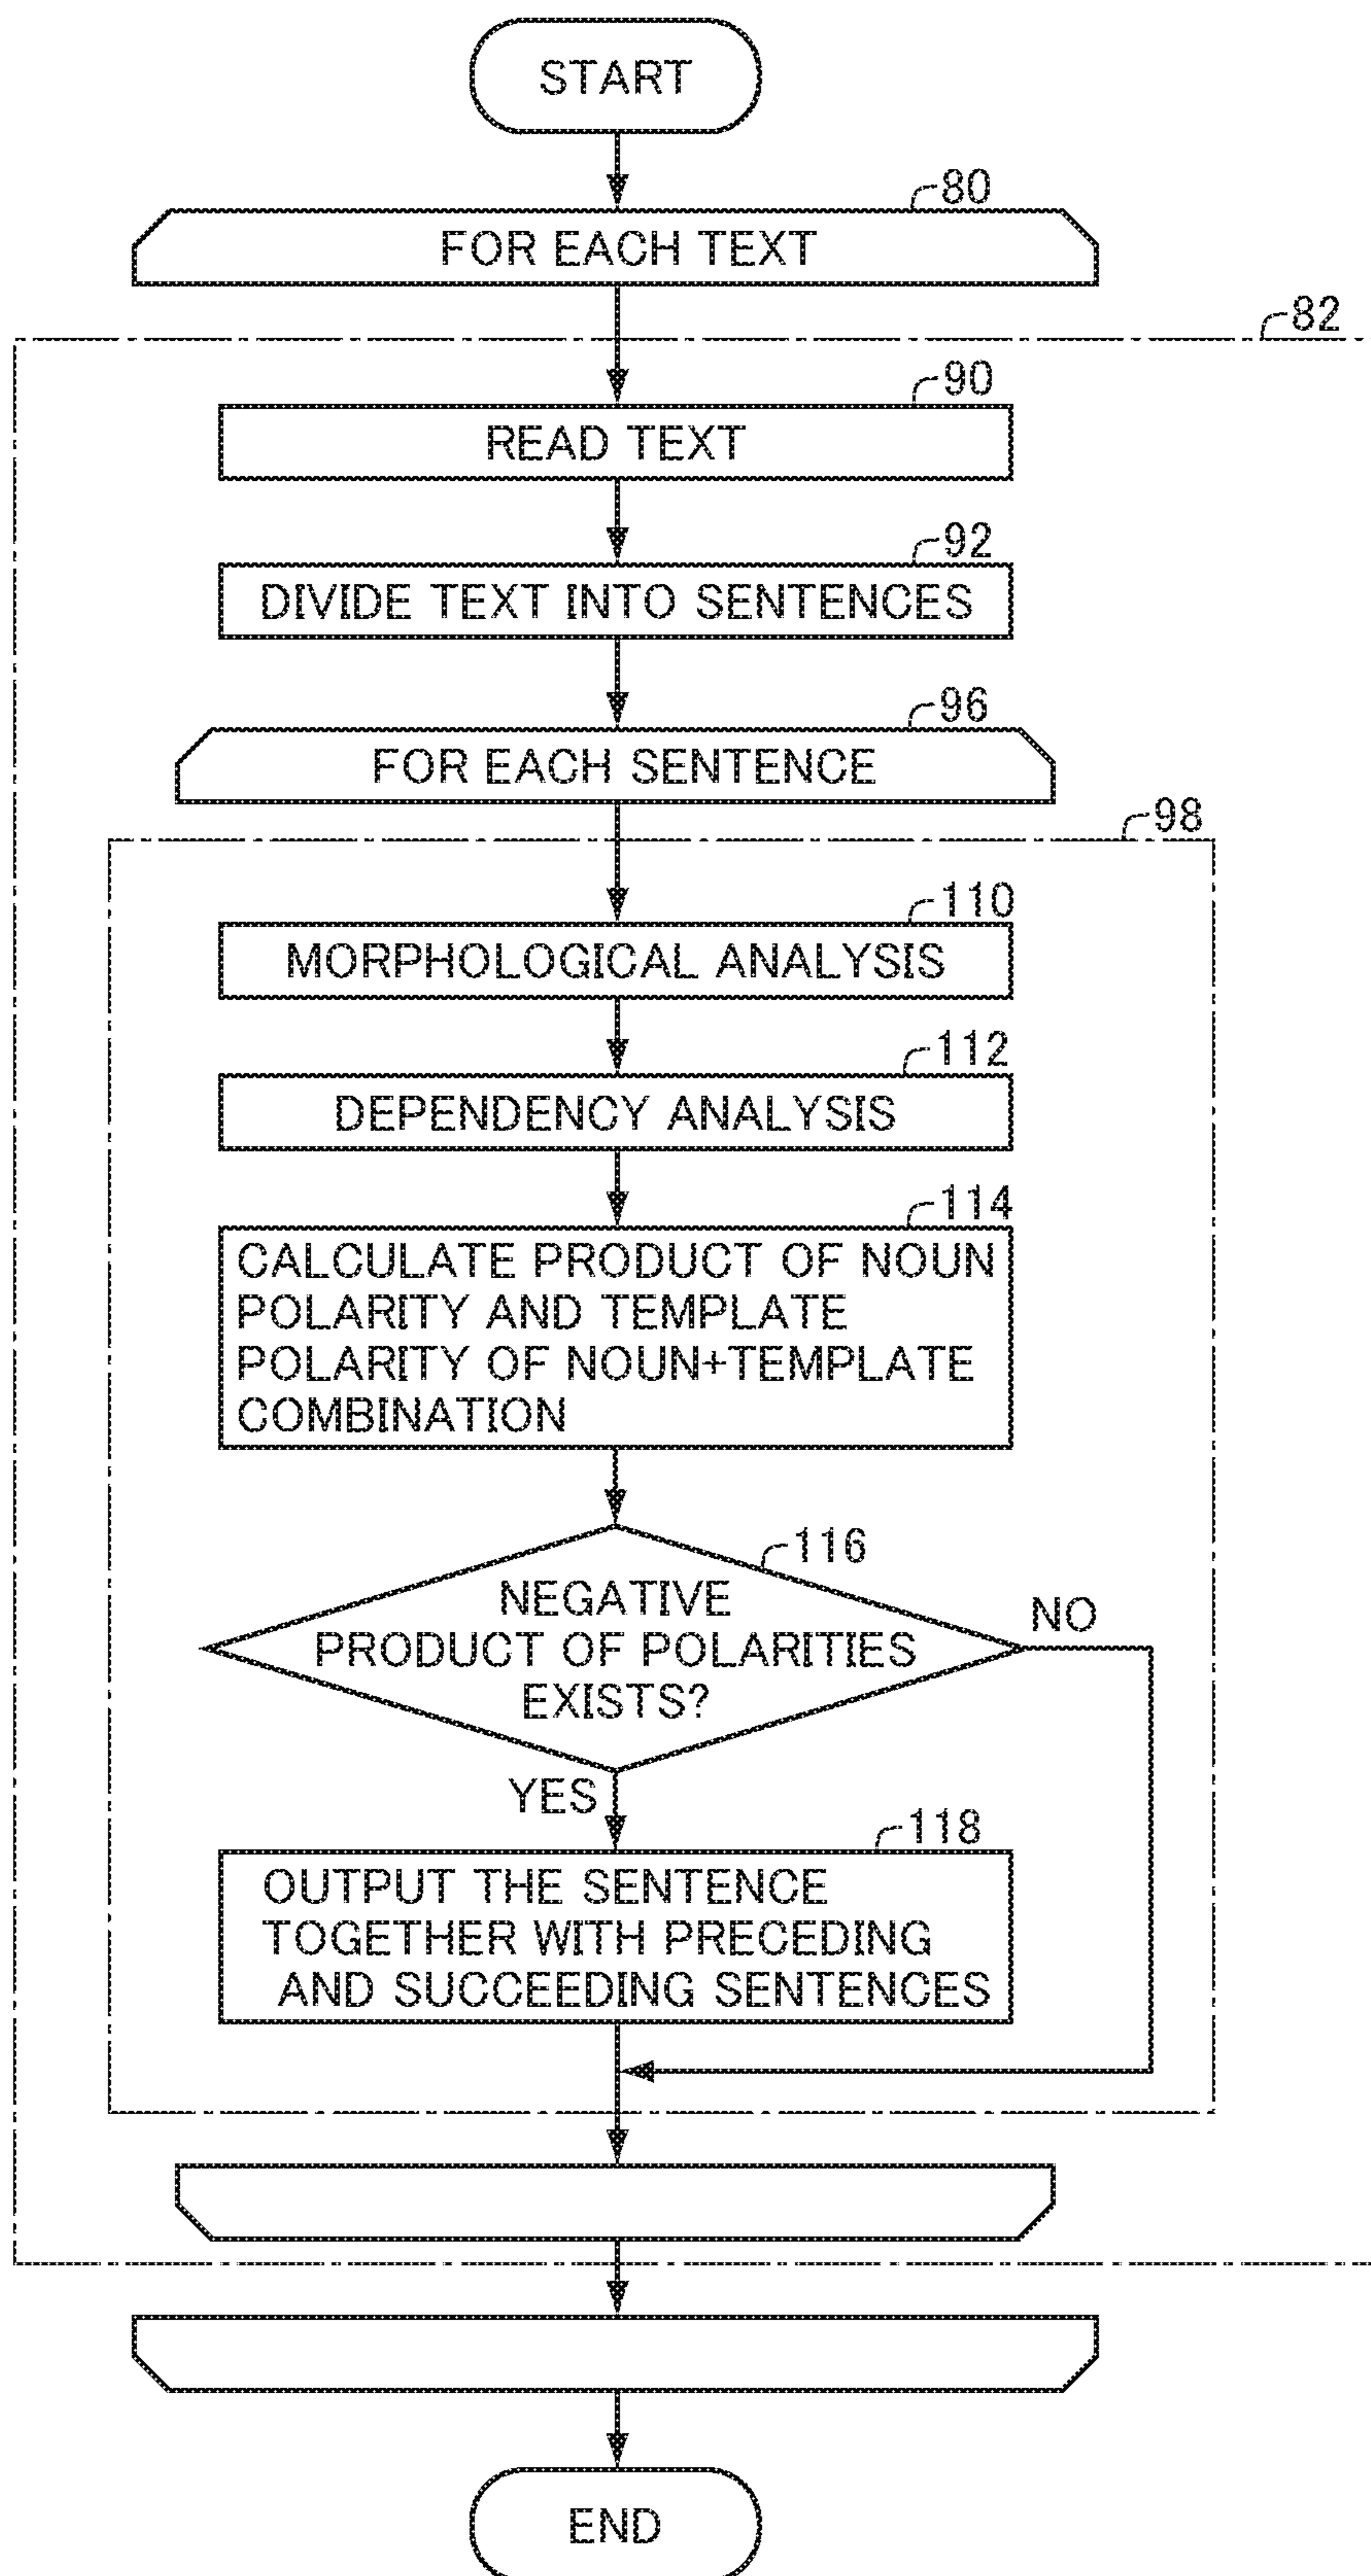 START
80
FOR EACH TEXT
82
90
READ TEXT
92
DIVIDE TEXT INTO SENTENCES
96
FOR EACH SENTENCE
98
110
MORPHOLOGICAL ANALYSIS
112
DEPENDENCY ANALYSIS
114
CALCULATE PRODUCT OF NOUN
POLARITY AND TEMPLATE
POLARITY OF NOUN+TEMPLATE
COMBINATION
116
NEGATIVE
PRODUCT OF POLARITIES
EXISTS?
NO
YES
118
OUTPUT THE SENTENCE
TOGETHER WITH PRECEDING
AND SUCCEEDING SENTENCES
END